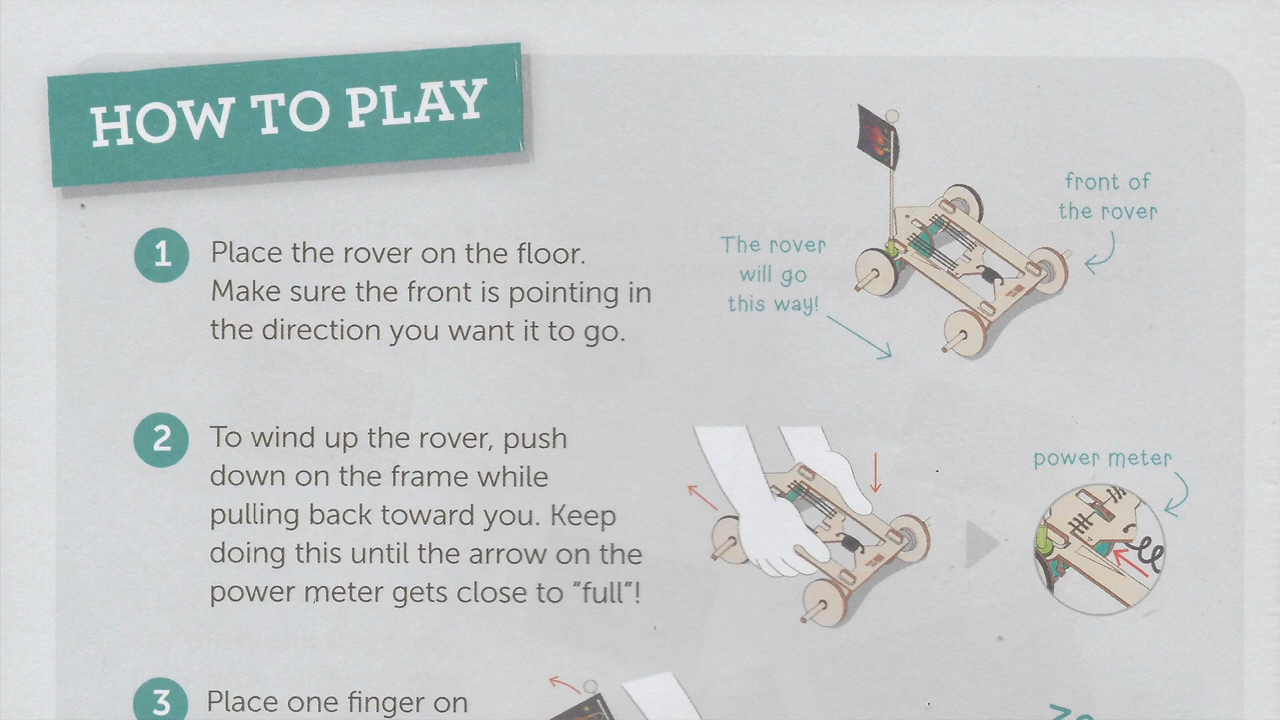 HOW TO PLAY
1
Place the rover on the floor.
Make sure the front is pointing in
the direction you want it to go.
The rover
will go
this way!
front of
the rover
2
To wind up the rover, push
down on the frame while
pulling back toward you. Keep
doing this until the arrow on the
power meter gets close to “full”!
power meter
3
Place one finger on